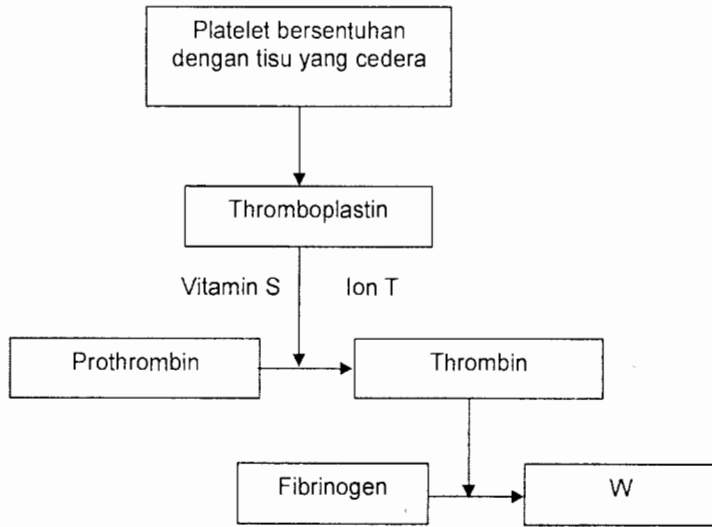 Platelet bersentuhan
dengan tisu yang cedera
Thromboplastin
Vitamin S Ion T
Prothrombin Thrombin
Fibrinogen W